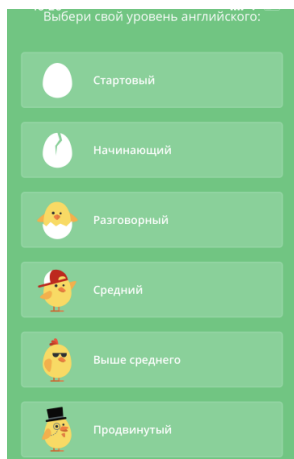 Выбери свой уровень английского:
Стартовый
Начинающий
Разговорный
Средний
Выше среднего
Продвинутый